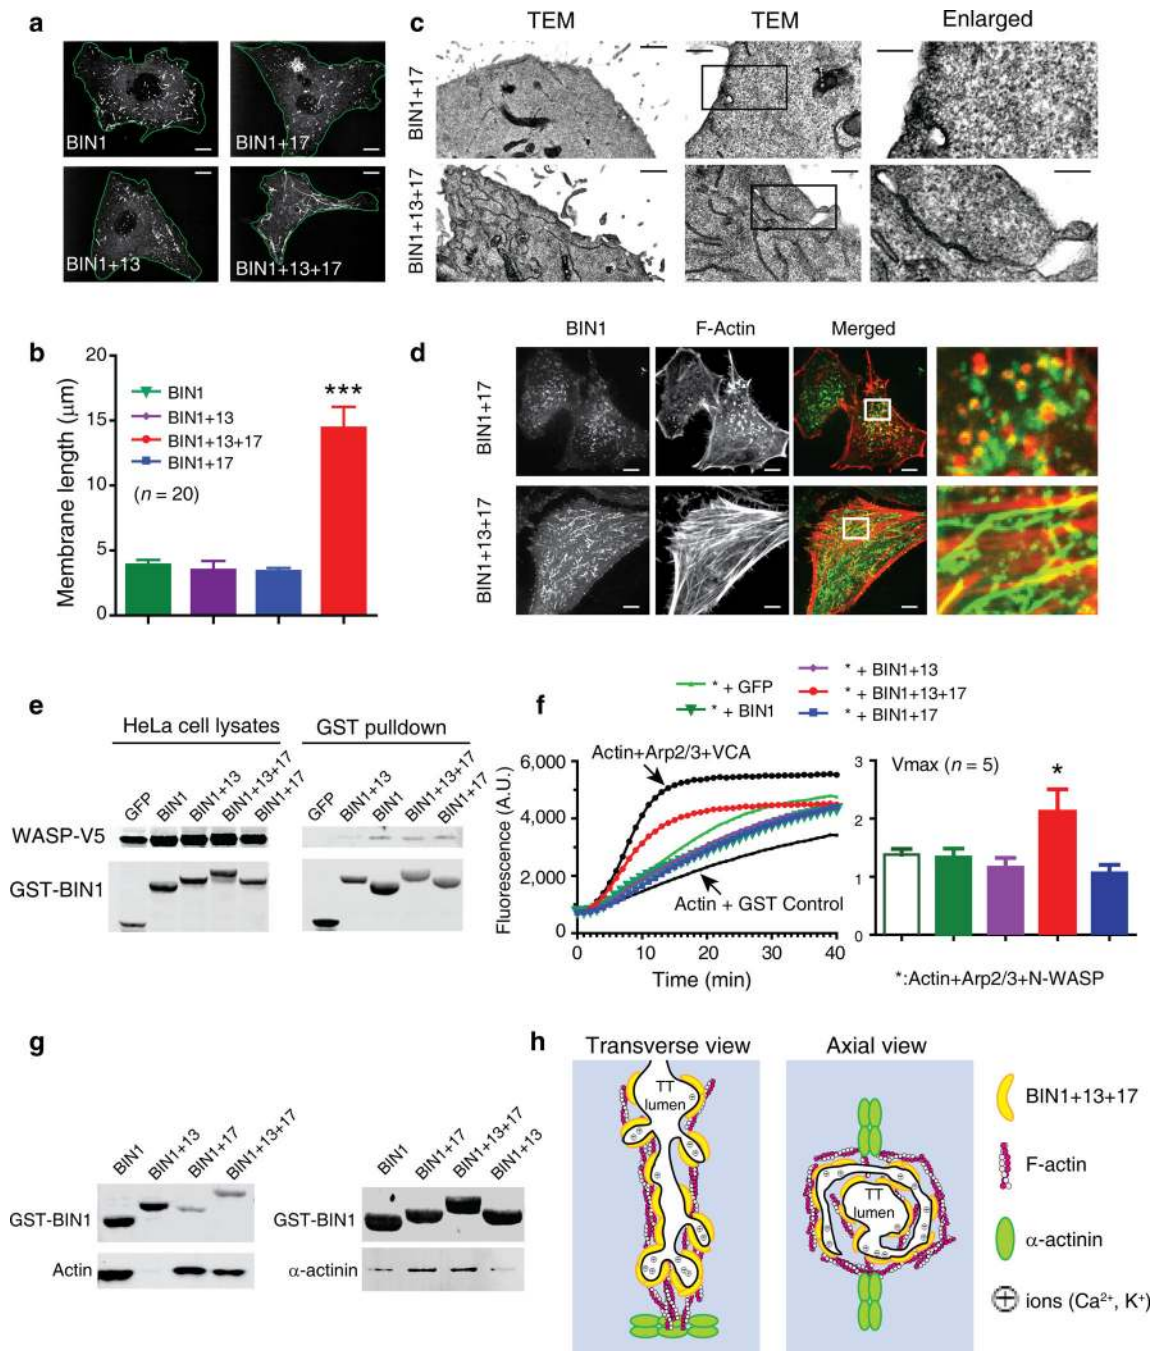 a
BIN1
BIN1+17
BIN1+13
BIN1+13+17
c
TEM
TEM
Enlarged
BIN1+17
BIN1+13+17
b
Membrane length (μm)
20
15
10
5
0
***
BIN1
BIN1+13
BIN1+13+17
BIN1+17
(n = 20)
d
BIN1
F-Actin
Merged
BIN1+17
BIN1+13+17
e
HeLa cell lysates
GST pulldown
GFP
BIN1
BIN1+13
BIN1+13+17
BIN1+17
GFP
BIN1+13
BIN1
BIN1+13+17
BIN1+17
WASP-V5
GST-BIN1
f
* + GFP
* + BIN1
* + BIN1+13
* + BIN1+13+17
* + BIN1+17
Fluorescence (A.U.)
6,000
4,000
2,000
0
Actin+Arp2/3+VCA
Actin + GST Control
0
10
20
30
40
Time (min)
3
2
1
0
Vmax (n = 5)
*
*:Actin+Arp2/3+N-WASP
g
BIN1
BIN1+13
BIN1+17
BIN1+13+17
GST-BIN1
Actin
BIN1
BIN1+17
BIN1+13+17
BIN1+13
GST-BIN1
α-actinin
h
Transverse view
Axial view
TT
lumen
TT
lumen
BIN1+13+17
F-actin
α-actinin
ions (Ca²⁺, K⁺)